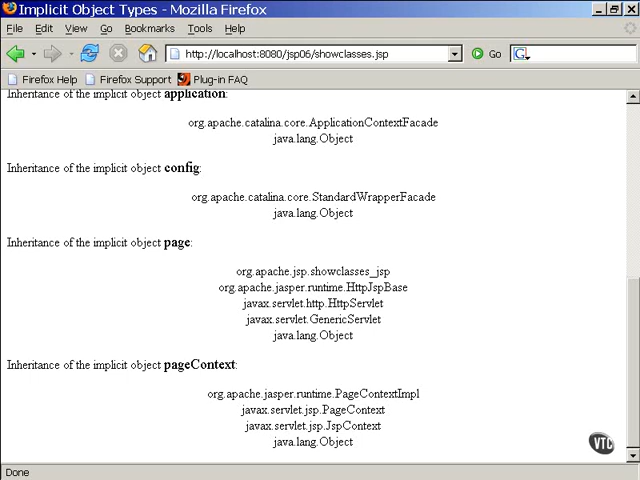 Implicit Object Types - Mozilla Firefox
File Edit View Go Bookmarks Tools Help
http://localhost:8080/jsp06/showclasses.jsp Go G
Firefox Help Firefox Support Plug-in FAQ
Inheritance of the implicit object application:
org.apache.catalina.core.ApplicationContextFacade
java.lang.Object
Inheritance of the implicit object config:
org.apache.catalina.core.StandardWrapperFacade
java.lang.Object
Inheritance of the implicit object page:
org.apache.jsp.showclasses_jsp
org.apache.jasper.runtime.HttpJspBase
javax.servlet.http.HttpServlet
javax.servlet.GenericServlet
java.lang.Object
Inheritance of the implicit object pageContext:
org.apache.jasper.runtime.PageContextImpl
javax.servlet.jsp.PageContext
javax.servlet.jsp.JspContext
java.lang.Object
VTC
Done